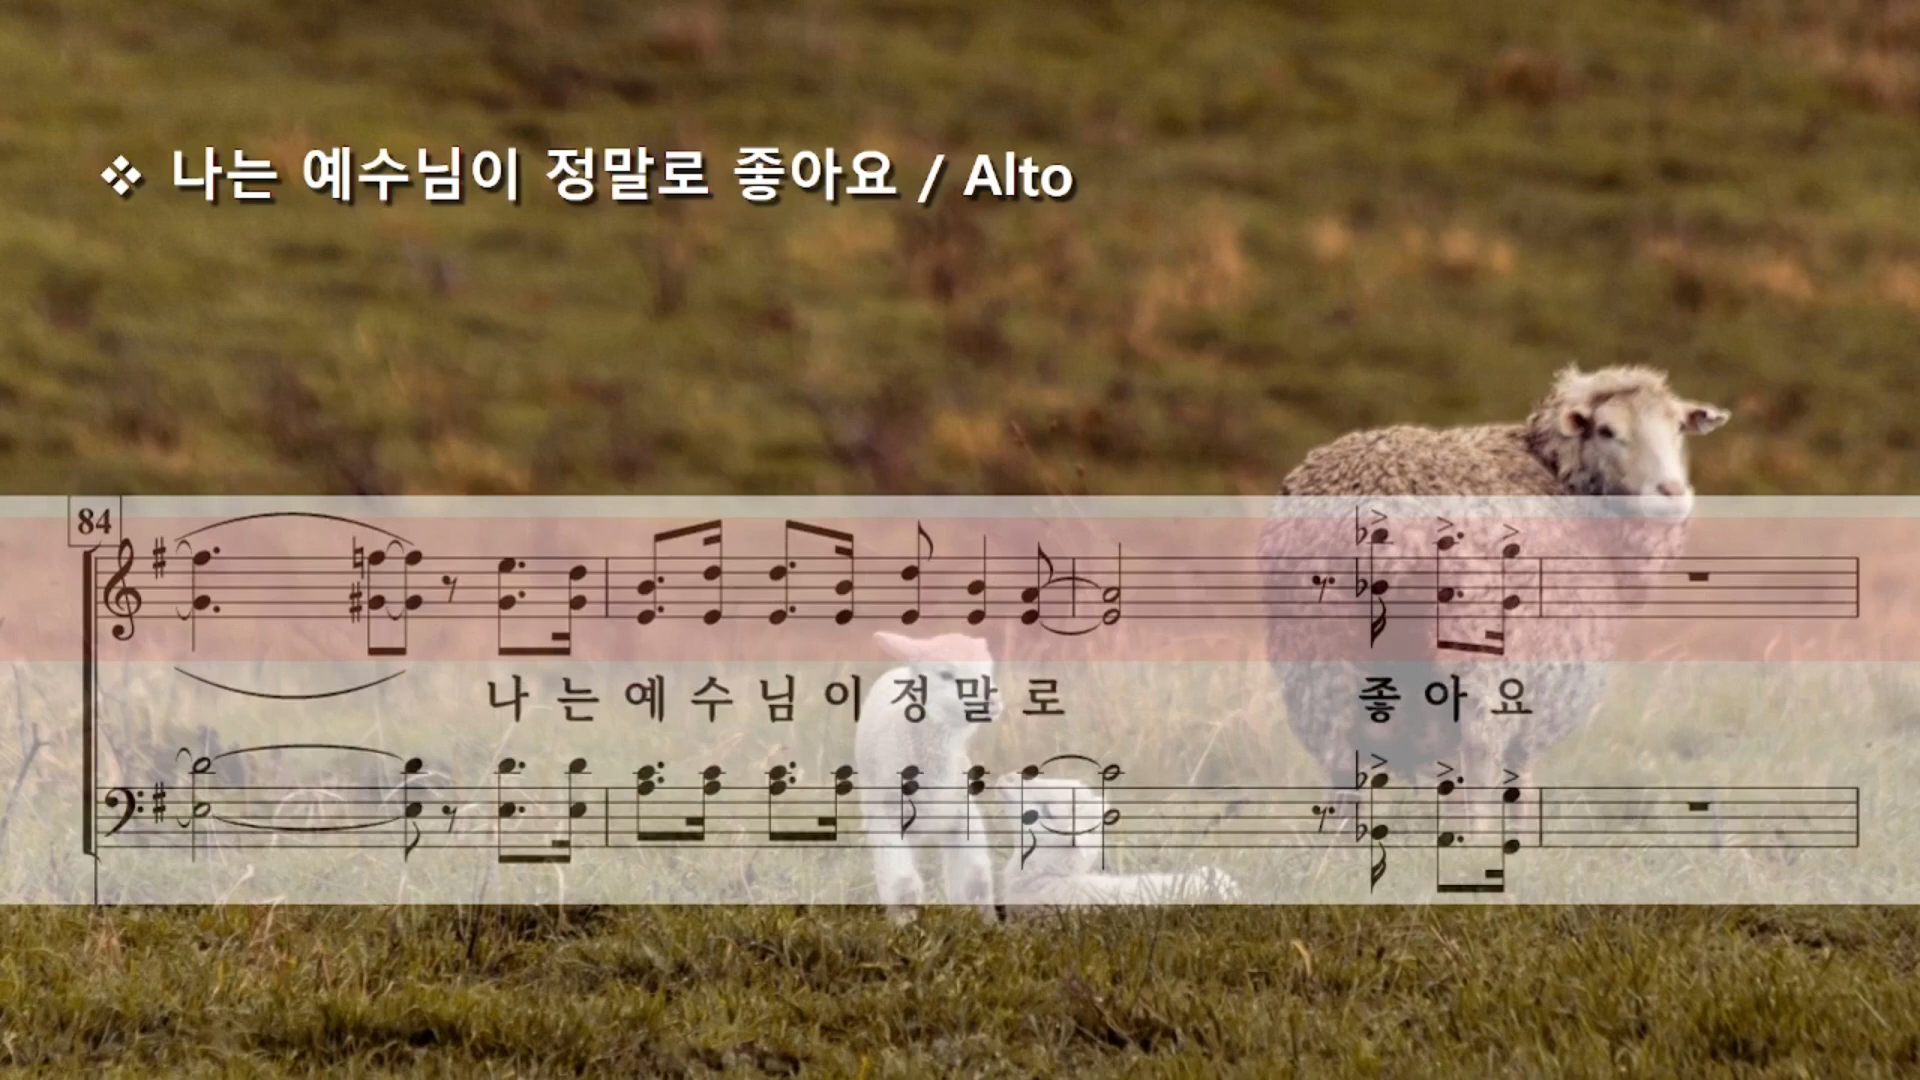 ❖ 나는 예수님이 정말로 좋아요 / Alto
84
나 는 예 수 님 이 정 말 로 좋 아 요